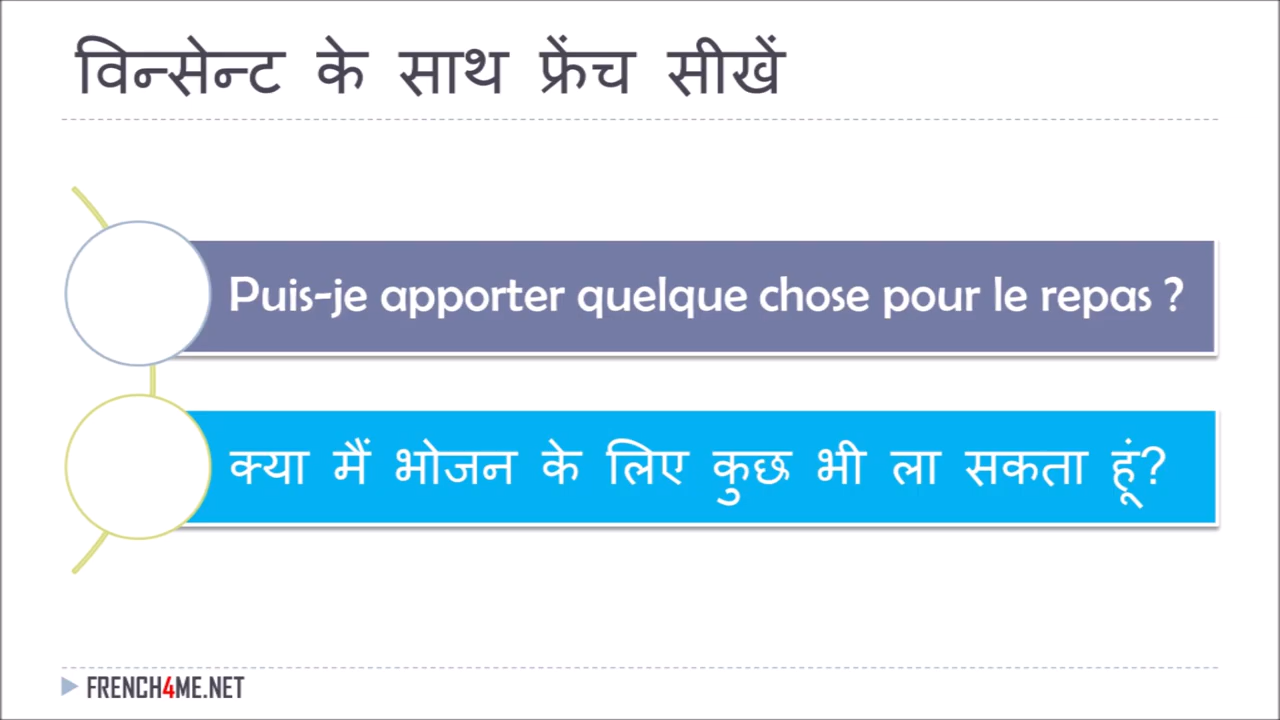 विन्सेन्ट के साथ फ्रेंच सीखें
Puis-je apporter quelque chose pour le repas ?
क्या मैं भोजन के लिए कुछ भी ला सकता हूं?
FRENCH4ME.NET